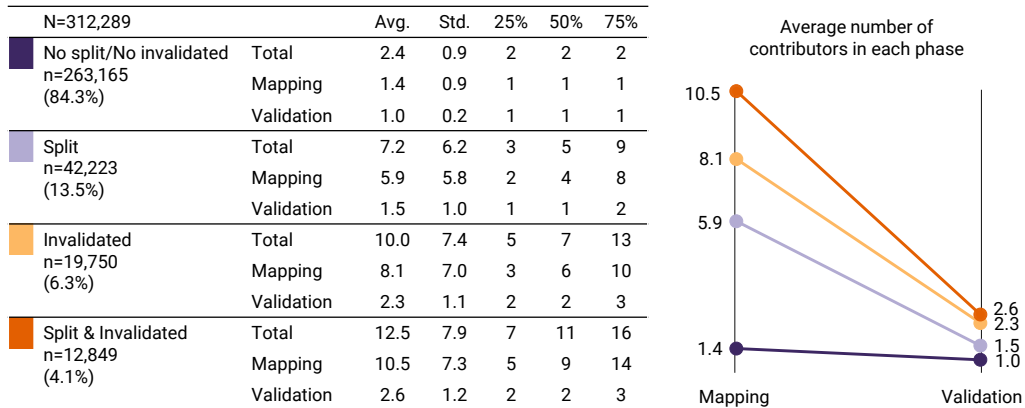 N=312,289 Avg. Std. 25% 50% 75%
No split/No invalidated Total 2.4 0.9 2 2 2
n=263,165 Mapping 1.4 0.9 1 1 1
(84.3%) Validation 1.0 0.2 1 1 1
Split Total 7.2 6.2 3 5 9
n=42,223 Mapping 5.9 5.8 2 4 8
(13.5%) Validation 1.5 1.0 1 1 2
Invalidated Total 10.0 7.4 5 7 13
n=19,750 Mapping 8.1 7.0 3 6 10
(6.3%) Validation 2.3 1.1 2 2 3
Split & Invalidated Total 12.5 7.9 7 11 16
n=12,849 Mapping 10.5 7.3 5 9 14
(4.1%) Validation 2.6 1.2 2 2 3
Average number of
contributors in each phase
10.5
8.1
5.9
1.4
2.6
2.3
1.5
1.0
Mapping Validation